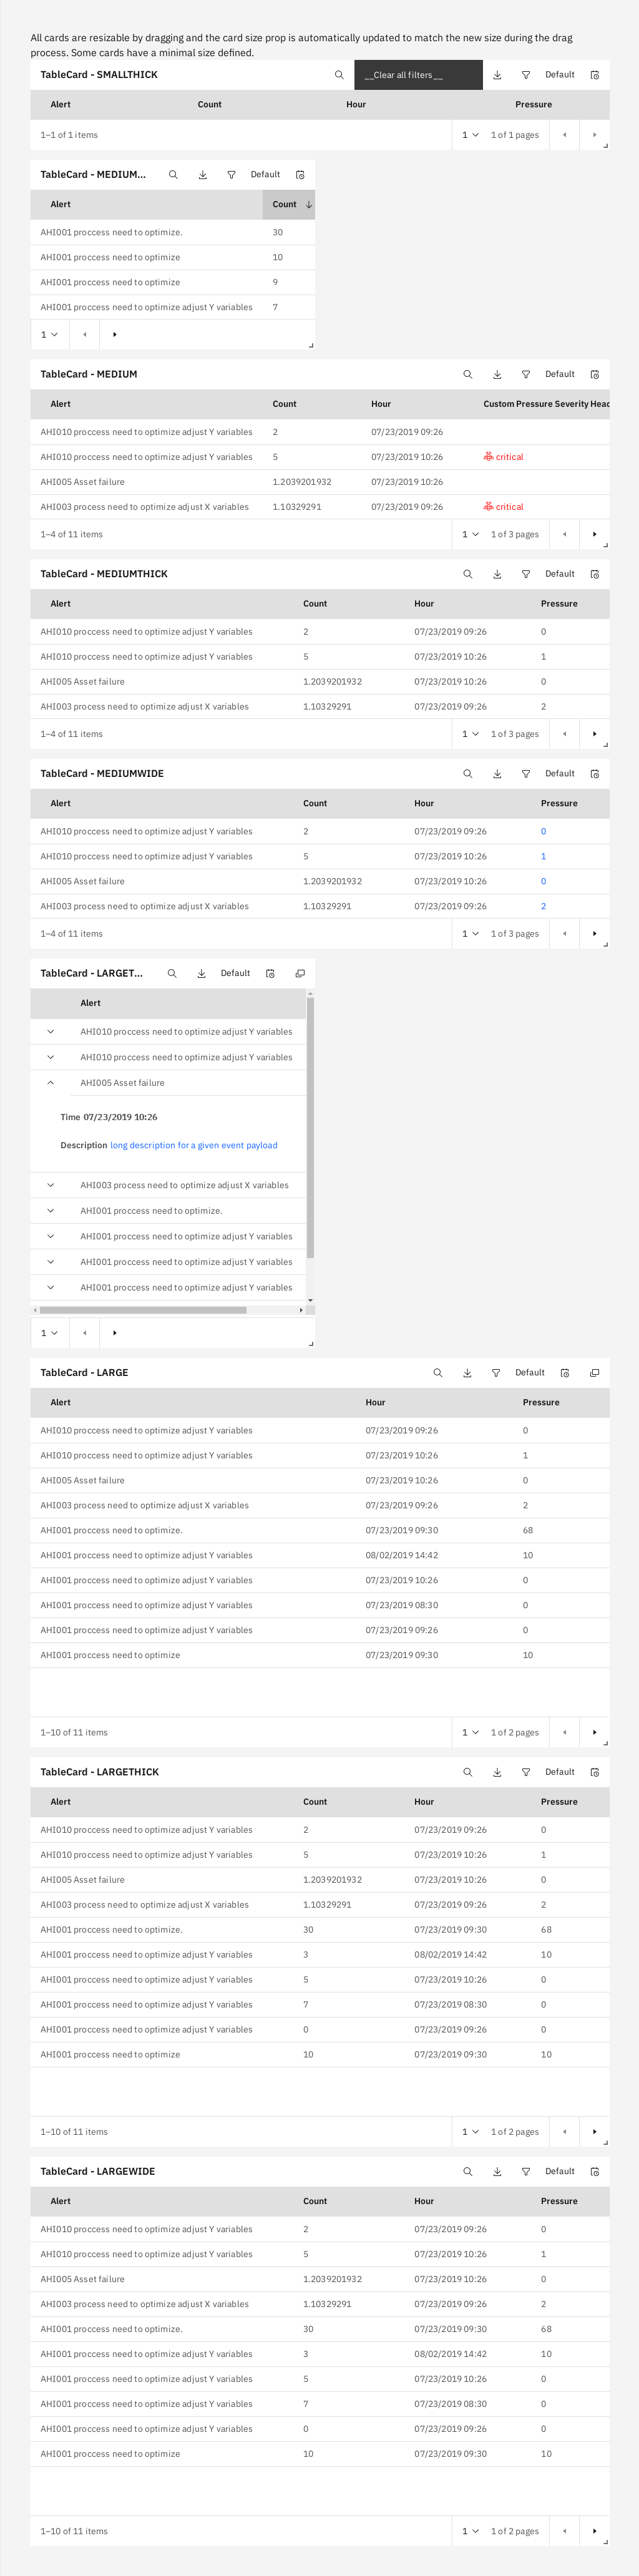 All cards are resizable by dragging and the card size prop is automatically updated to match the new size during the drag
process. Some cards have a minimal size defined.
TableCard - SMALLTHICK __Clear all filters__ Default
Alert Count Hour Pressure
1–1 of 1 items 1 1 of 1 pages
TableCard - MEDIUM... Default
Alert Count
AHI001 proccess need to optimize. 30
AHI001 proccess need to optimize 10
AHI001 proccess need to optimize 9
AHI001 proccess need to optimize adjust Y variables 7
1
TableCard - MEDIUM Default
Alert Count Hour Custom Pressure Severity Head
AHI010 proccess need to optimize adjust Y variables 2 07/23/2019 09:26
AHI010 proccess need to optimize adjust Y variables 5 07/23/2019 10:26 critical
AHI005 Asset failure 1.2039201932 07/23/2019 10:26
AHI003 process need to optimize adjust X variables 1.10329291 07/23/2019 09:26 critical
1–4 of 11 items 1 1 of 3 pages
TableCard - MEDIUMTHICK Default
Alert Count Hour Pressure
AHI010 proccess need to optimize adjust Y variables 2 07/23/2019 09:26 0
AHI010 proccess need to optimize adjust Y variables 5 07/23/2019 10:26 1
AHI005 Asset failure 1.2039201932 07/23/2019 10:26 0
AHI003 process need to optimize adjust X variables 1.10329291 07/23/2019 09:26 2
1–4 of 11 items 1 1 of 3 pages
TableCard - MEDIUMWIDE Default
Alert Count Hour Pressure
AHI010 proccess need to optimize adjust Y variables 2 07/23/2019 09:26 0
AHI010 proccess need to optimize adjust Y variables 5 07/23/2019 10:26 1
AHI005 Asset failure 1.2039201932 07/23/2019 10:26 0
AHI003 process need to optimize adjust X variables 1.10329291 07/23/2019 09:26 2
1–4 of 11 items 1 1 of 3 pages
TableCard - LARGET... Default
Alert
AHI010 proccess need to optimize adjust Y variables
AHI010 proccess need to optimize adjust Y variables
AHI005 Asset failure
Time 07/23/2019 10:26
Description long description for a given event payload
AHI003 process need to optimize adjust X variables
AHI001 proccess need to optimize.
AHI001 proccess need to optimize adjust Y variables
AHI001 proccess need to optimize adjust Y variables
AHI001 proccess need to optimize adjust Y variables
1
TableCard - LARGE Default
Alert Hour Pressure
AHI010 proccess need to optimize adjust Y variables 07/23/2019 09:26 0
AHI010 proccess need to optimize adjust Y variables 07/23/2019 10:26 1
AHI005 Asset failure 07/23/2019 10:26 0
AHI003 process need to optimize adjust X variables 07/23/2019 09:26 2
AHI001 proccess need to optimize. 07/23/2019 09:30 68
AHI001 proccess need to optimize adjust Y variables 08/02/2019 14:42 10
AHI001 proccess need to optimize adjust Y variables 07/23/2019 10:26 0
AHI001 proccess need to optimize adjust Y variables 07/23/2019 08:30 0
AHI001 proccess need to optimize adjust Y variables 07/23/2019 09:26 0
AHI001 proccess need to optimize 07/23/2019 09:30 10
1–10 of 11 items 1 1 of 2 pages
TableCard - LARGETHICK Default
Alert Count Hour Pressure
AHI010 proccess need to optimize adjust Y variables 2 07/23/2019 09:26 0
AHI010 proccess need to optimize adjust Y variables 5 07/23/2019 10:26 1
AHI005 Asset failure 1.2039201932 07/23/2019 10:26 0
AHI003 process need to optimize adjust X variables 1.10329291 07/23/2019 09:26 2
AHI001 proccess need to optimize. 30 07/23/2019 09:30 68
AHI001 proccess need to optimize adjust Y variables 3 08/02/2019 14:42 10
AHI001 proccess need to optimize adjust Y variables 5 07/23/2019 10:26 0
AHI001 proccess need to optimize adjust Y variables 7 07/23/2019 08:30 0
AHI001 proccess need to optimize adjust Y variables 0 07/23/2019 09:26 0
AHI001 proccess need to optimize 10 07/23/2019 09:30 10
1–10 of 11 items 1 1 of 2 pages
TableCard - LARGEWIDE Default
Alert Count Hour Pressure
AHI010 proccess need to optimize adjust Y variables 2 07/23/2019 09:26 0
AHI010 proccess need to optimize adjust Y variables 5 07/23/2019 10:26 1
AHI005 Asset failure 1.2039201932 07/23/2019 10:26 0
AHI003 process need to optimize adjust X variables 1.10329291 07/23/2019 09:26 2
AHI001 proccess need to optimize. 30 07/23/2019 09:30 68
AHI001 proccess need to optimize adjust Y variables 3 08/02/2019 14:42 10
AHI001 proccess need to optimize adjust Y variables 5 07/23/2019 10:26 0
AHI001 proccess need to optimize adjust Y variables 7 07/23/2019 08:30 0
AHI001 proccess need to optimize adjust Y variables 0 07/23/2019 09:26 0
AHI001 proccess need to optimize 10 07/23/2019 09:30 10
1–10 of 11 items 1 1 of 2 pages